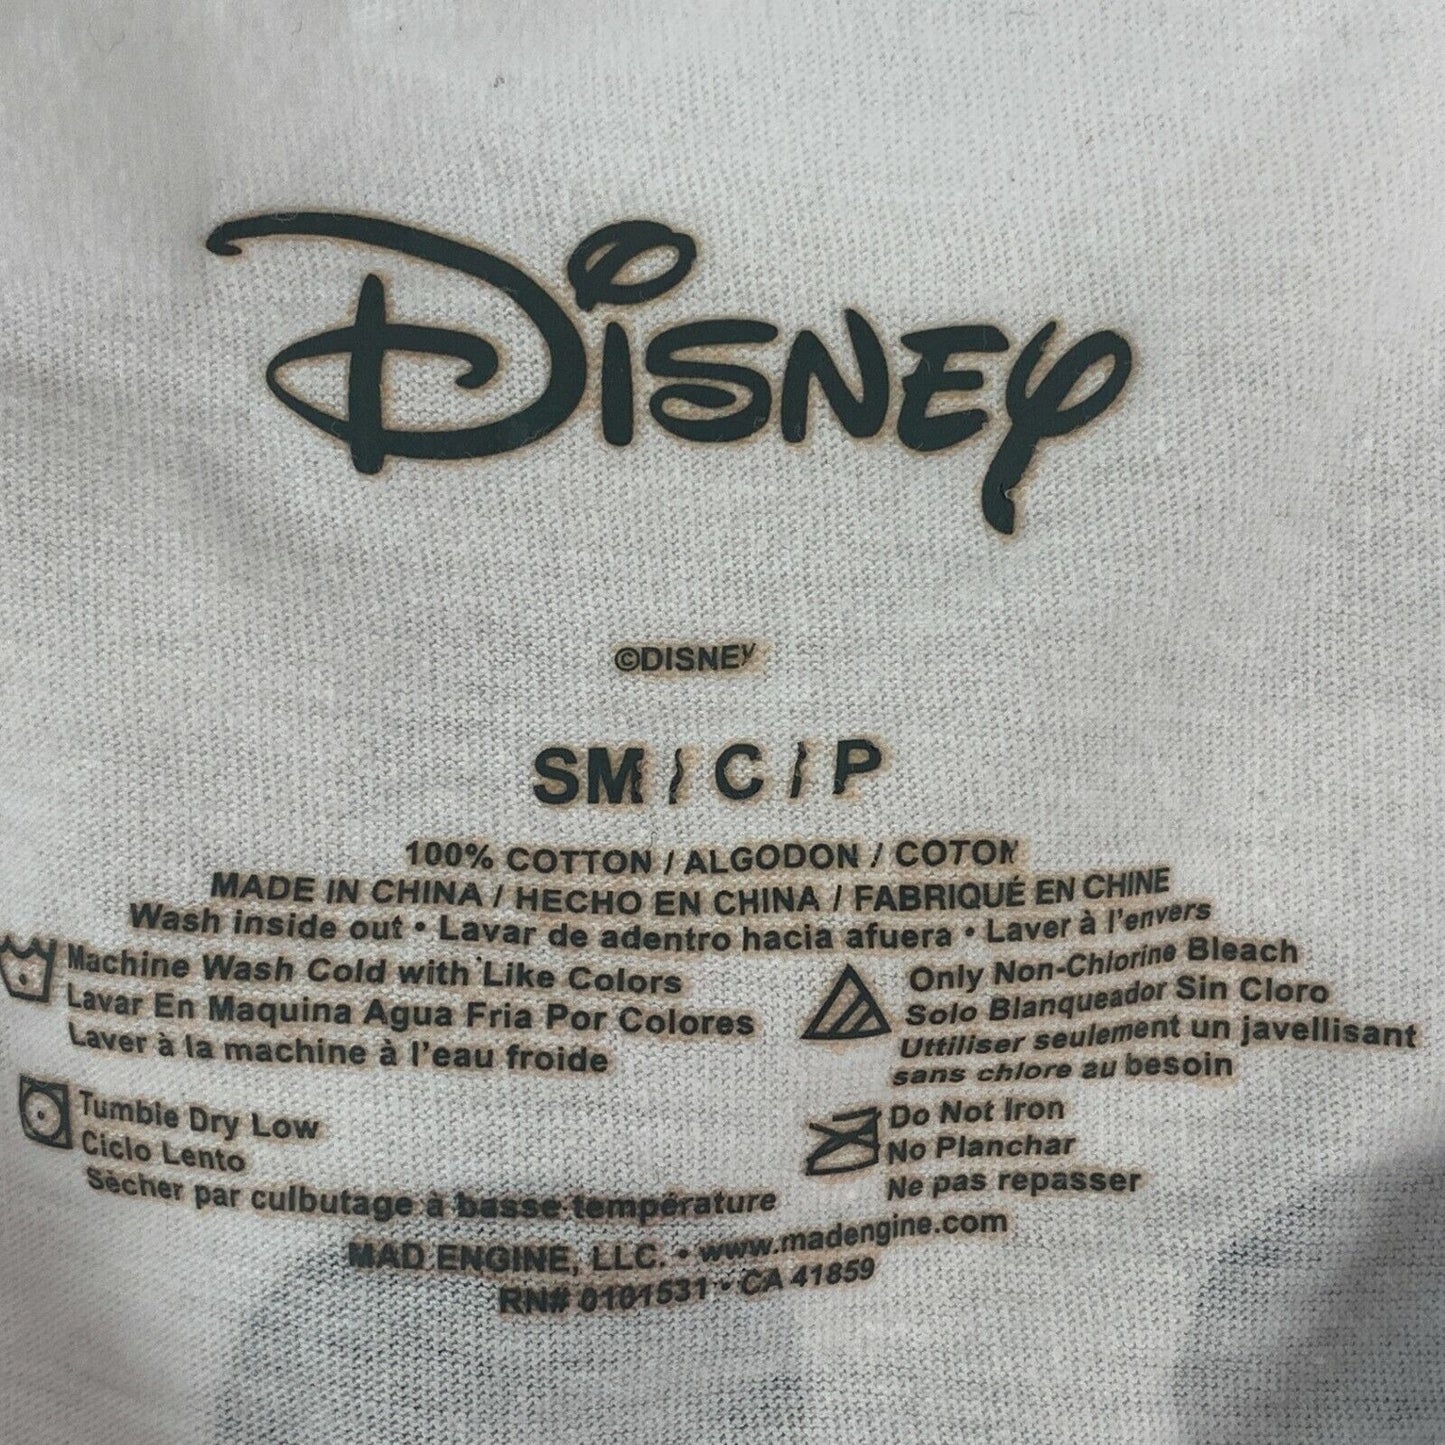 Disney
©DISNEY
SM / C / P
100% COTTON / ALGODON / COTON
MADE IN CHINA / HECHO EN CHINA / FABRIQUÉ EN CHINE
Wash inside out • Lavar de adentro hacia afuera • Laver à l'envers
Machine Wash Cold with Like Colors
Lavar En Maquina Agua Fria Por Colores
Laver à la machine à l'eau froide
Only Non-Chlorine Bleach
Solo Blanqueador Sin Cloro
Uttiliser seulement un javellisant
sans chlore au besoin
Tumble Dry Low
Ciclo Lento
Sècher par culbutage à basse température
Do Not Iron
No Planchar
Ne pas repasser
MAD ENGINE, LLC. • www.madengine.com
RN# 0101531 • CA 41859